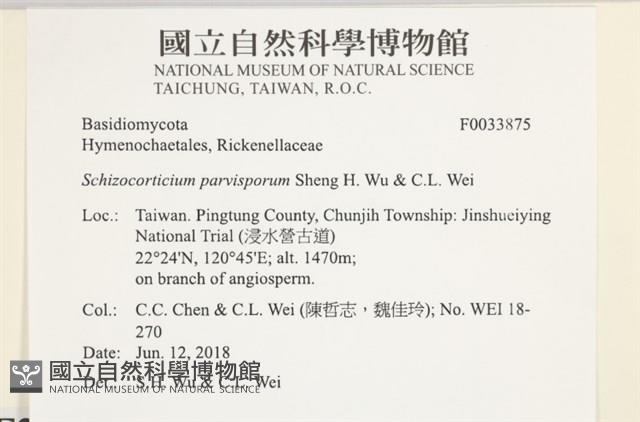 國立自然科學博物館
NATIONAL MUSEUM OF NATURAL SCIENCE
TAICHUNG, TAIWAN, R.O.C.
Basidiomycota F0033875
Hymenochaetales, Rickenellaceae
Schizocorticium parvisporum Sheng H. Wu & C.L. Wei
Loc.: Taiwan. Pingtung County, Chunjih Township: Jinshueiying
National Trial (浸水營古道)
22°24'N, 120°45'E; alt. 1470m;
on branch of angiosperm.
Col.: C.C. Chen & C.L. Wei (陳哲志，魏佳玲); No. WEI 18-
270
Date: Jun. 12, 2018
國立自然科學博物館
Det.: S.H. Wu & C.L. Wei
NATIONAL MUSEUM OF NATURAL SCIENCE